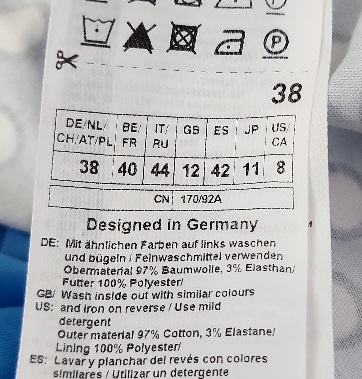 P
38
DE/NL/ BE/ IT/ GB ES JP US/
CH/AT/PL FR RU CA
38 40 44 12 42 11 8
CN 170/92A
Designed in Germany
DE: Mit ähnlichen Farben auf links waschen
und bügeln / Feinwaschmittel verwenden
Obermaterial 97% Baumwolle, 3% Elasthan/
Futter 100% Polyester/
GB/ Wash inside out with similar colours
US: and iron on reverse / Use mild
detergent
Outer material 97% Cotton, 3% Elastane/
Lining 100% Polyester/
ES: Lavar y planchar del revés con colores
similares / Utilizar un detergente